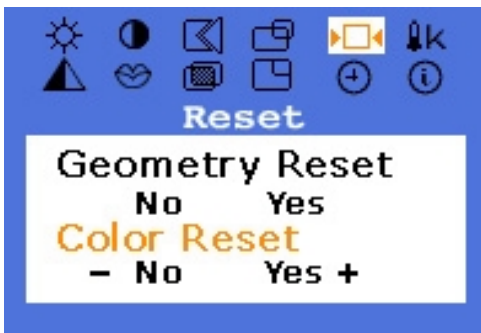 k
Reset
Geometry Reset
No Yes
Color Reset
– No Yes +